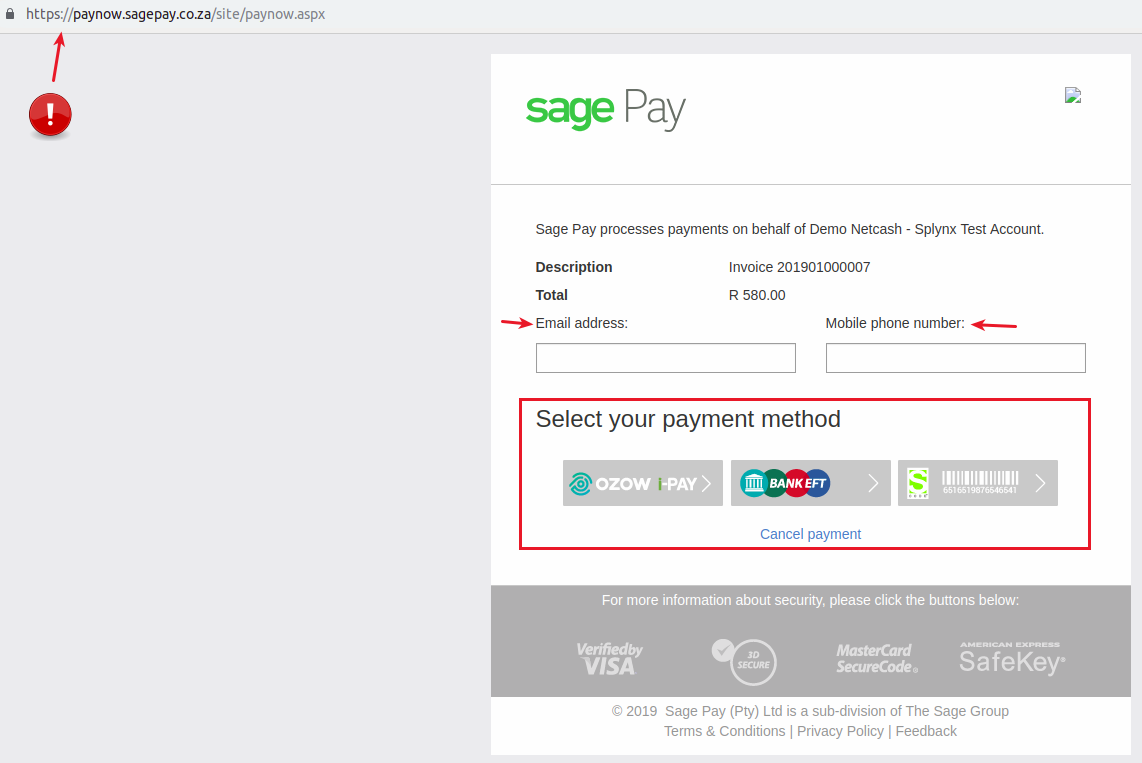 https://paynow.sagepay.co.za/site/paynow.aspx
!
sage Pay
Sage Pay processes payments on behalf of Demo Netcash - Splynx Test Account.
Description Invoice 201901000007
Total R 580.00
Email address: Mobile phone number:
Select your payment method
OZOW i-PAY BANK EFT S 6616619876646641
Cancel payment
For more information about security, please click the buttons below:
Verified by VISA
3D SECURE
MasterCard SecureCode®
AMERICAN EXPRESS SafeKey®
© 2019 Sage Pay (Pty) Ltd is a sub-division of The Sage Group
Terms & Conditions | Privacy Policy | Feedback